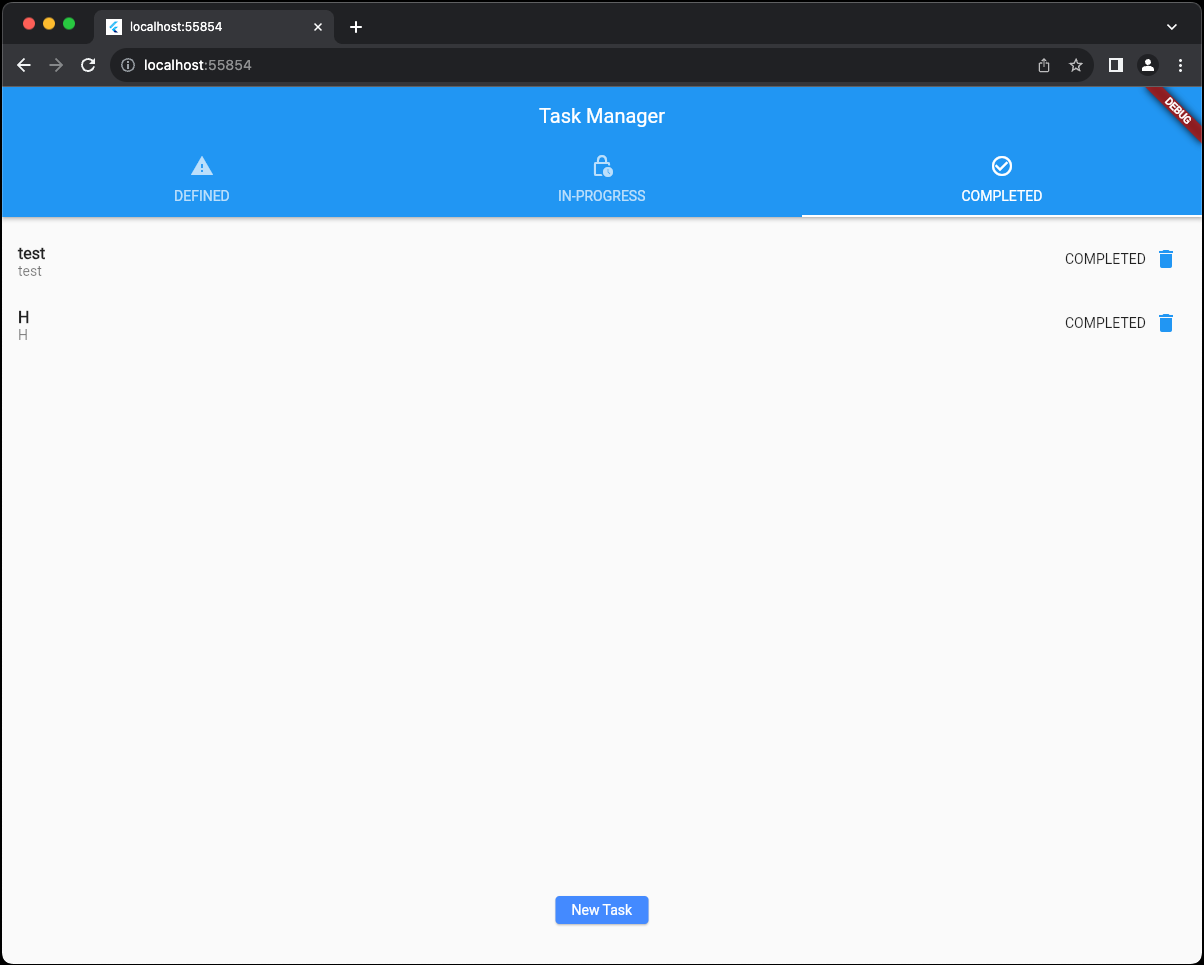 localhost:55854
localhost:55854
Task Manager
DEBUG
DEFINED
IN-PROGRESS
COMPLETED
test
test
COMPLETED
H
H
COMPLETED
New Task